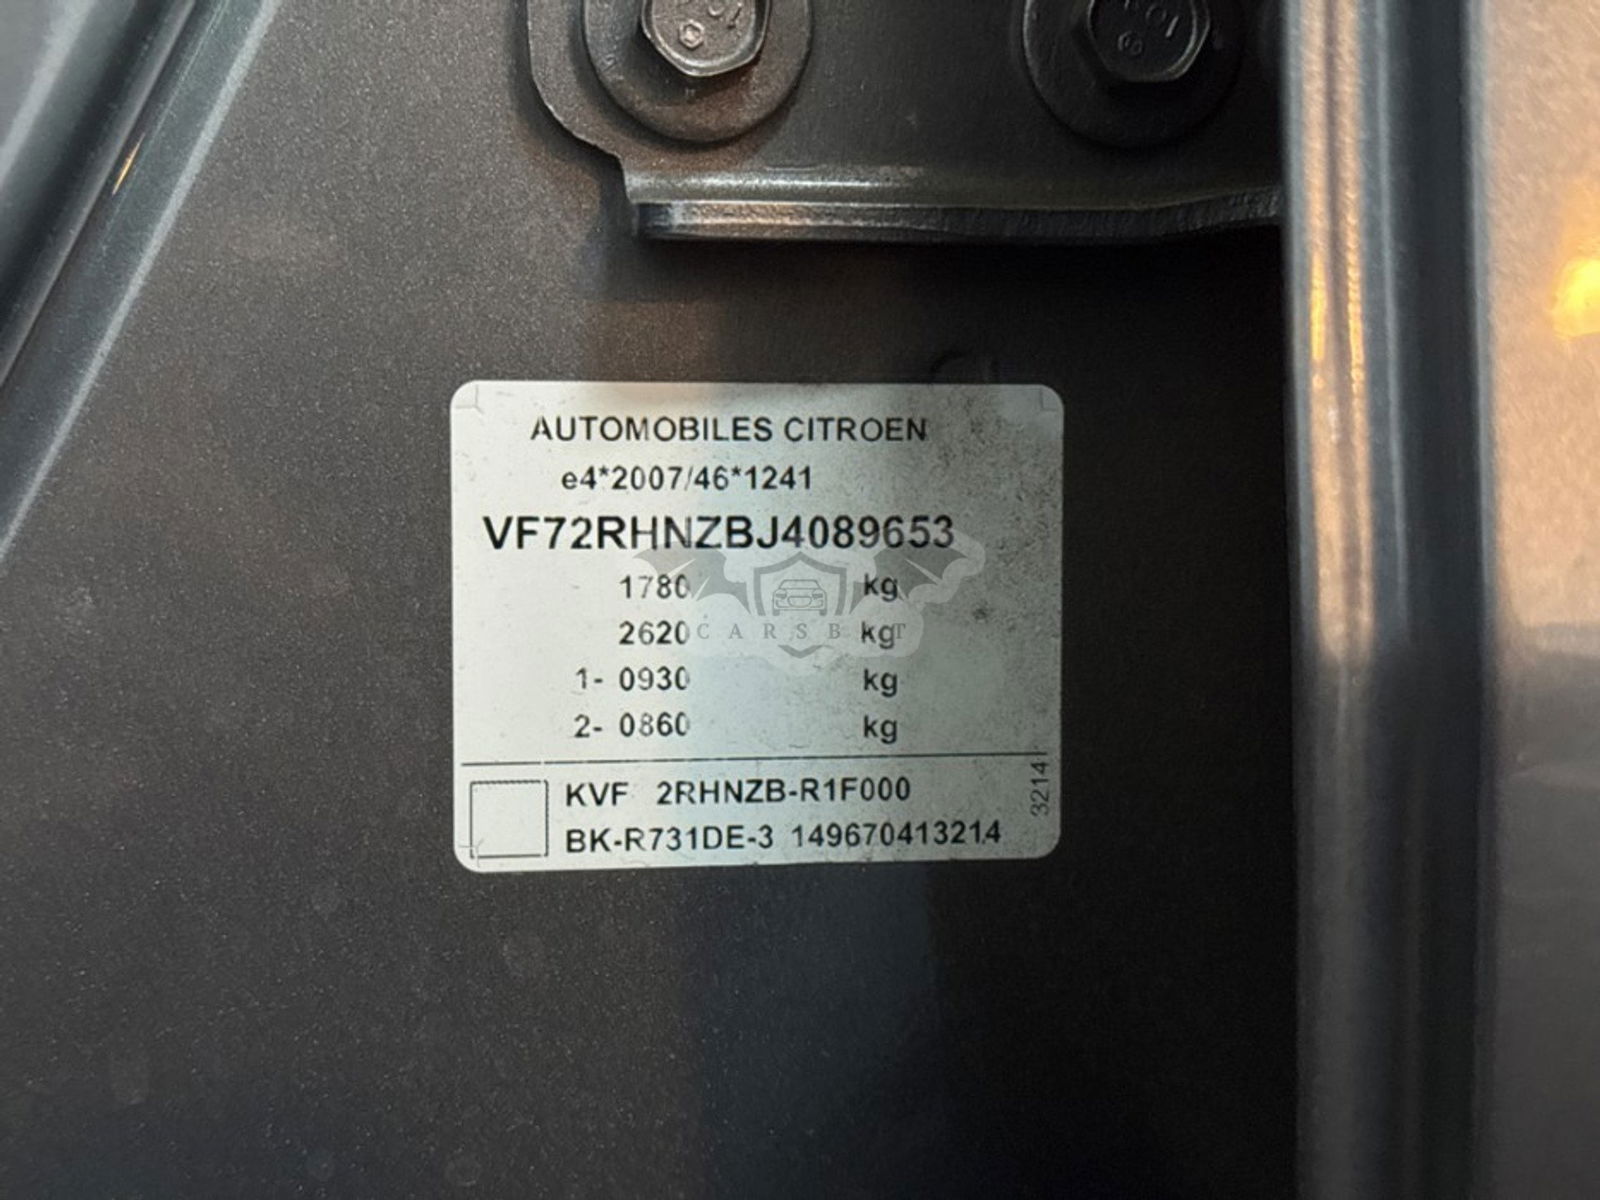 AUTOMOBILES CITROEN
e4*2007/46*1241
VF72RHNZBJ4089653
1780 kg
2620 kg
CARSBAT
1- 0930 kg
2- 0860 kg
KVF 2RHNZB-R1F000
BK-R731DE-3 149670413214
3214